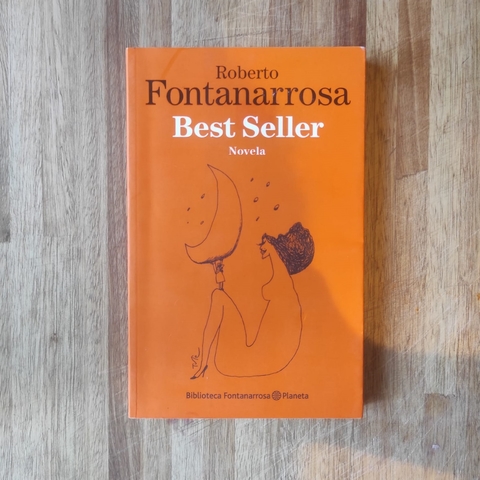 Roberto
Fontanarrosa
Best Seller
Novela
Biblioteca Fontanarrosa Planeta